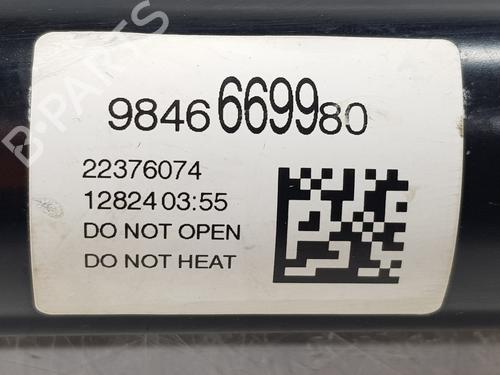 B-PARTS
9846669980
22376074
12824 03:55
DO NOT OPEN
DO NOT HEAT